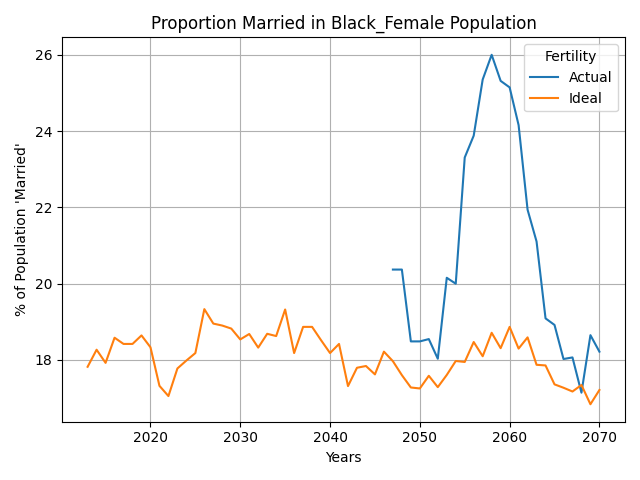 Proportion Married in Black_Female Population
Fertility
Actual
Ideal
26
24
22
20
18
% of Population 'Married'
2020 2030 2040 2050 2060 2070
Years